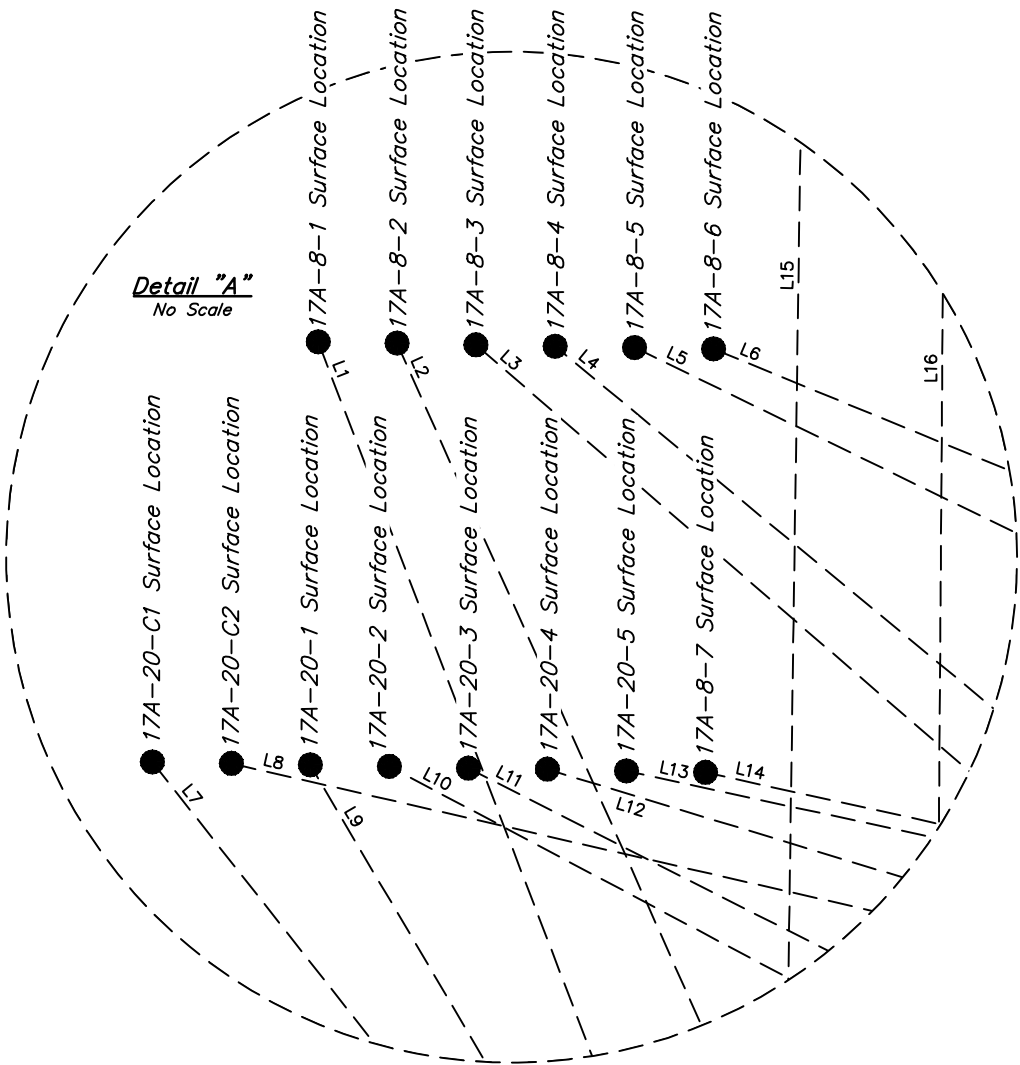 17A-8-1 Surface Location
17A-8-2 Surface Location
17A-8-3 Surface Location
17A-8-4 Surface Location
17A-8-5 Surface Location
17A-8-6 Surface Location
Detail "A"
No Scale
L15
L16
L1
L2
L3
L4
L5
L6
17A-20-C1 Surface Location
17A-20-C2 Surface Location
17A-20-1 Surface Location
17A-20-2 Surface Location
17A-20-3 Surface Location
17A-20-4 Surface Location
17A-20-5 Surface Location
17A-8-7 Surface Location
L7
L8
L9
L10
L11
L12
L13
L14